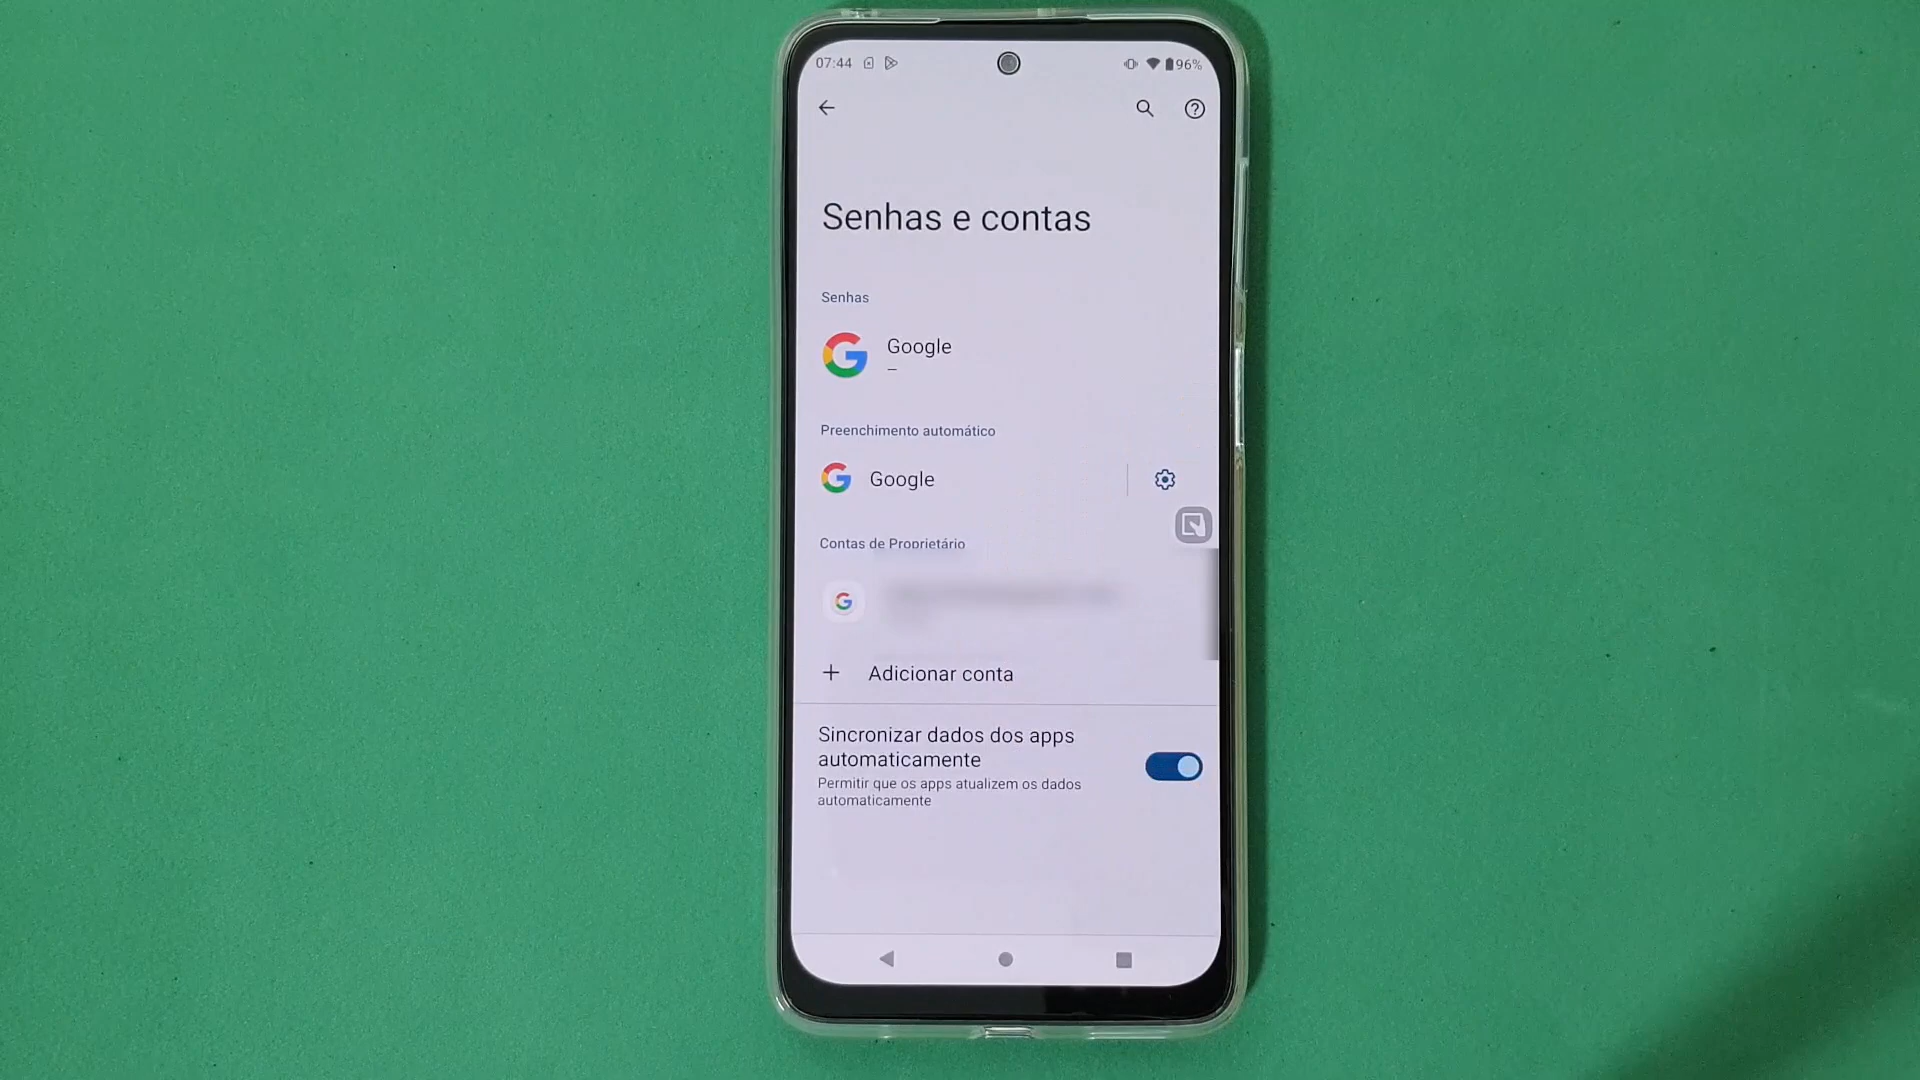 07:44
96%
Senhas e contas
Senhas
Google
—
Preenchimento automático
Google
Contas de Proprietário
Adicionar conta
Sincronizar dados dos apps
automaticamente
Permitir que os apps atualizem os dados
automaticamente